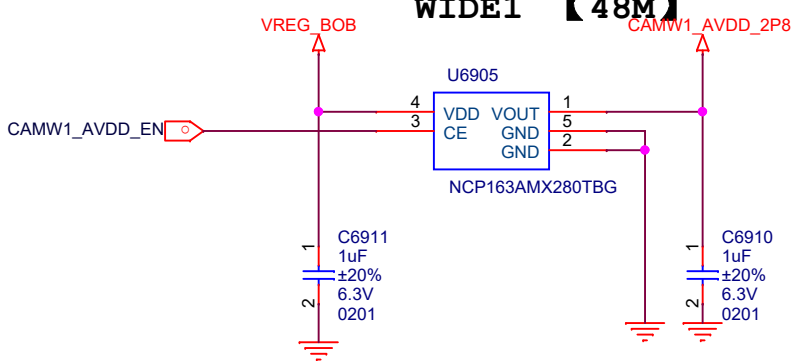 WIDE1 【48M】
VREG_BOB
CAMW1_AVDD_2P8
U6905
4
VDD VOUT
1
CAMW1_AVDD_EN
3
CE
GND
5
GND
2
NCP163AMX280TBG
1
C6911
1uF
±20%
6.3V
0201
2
1
C6910
1uF
±20%
6.3V
0201
2